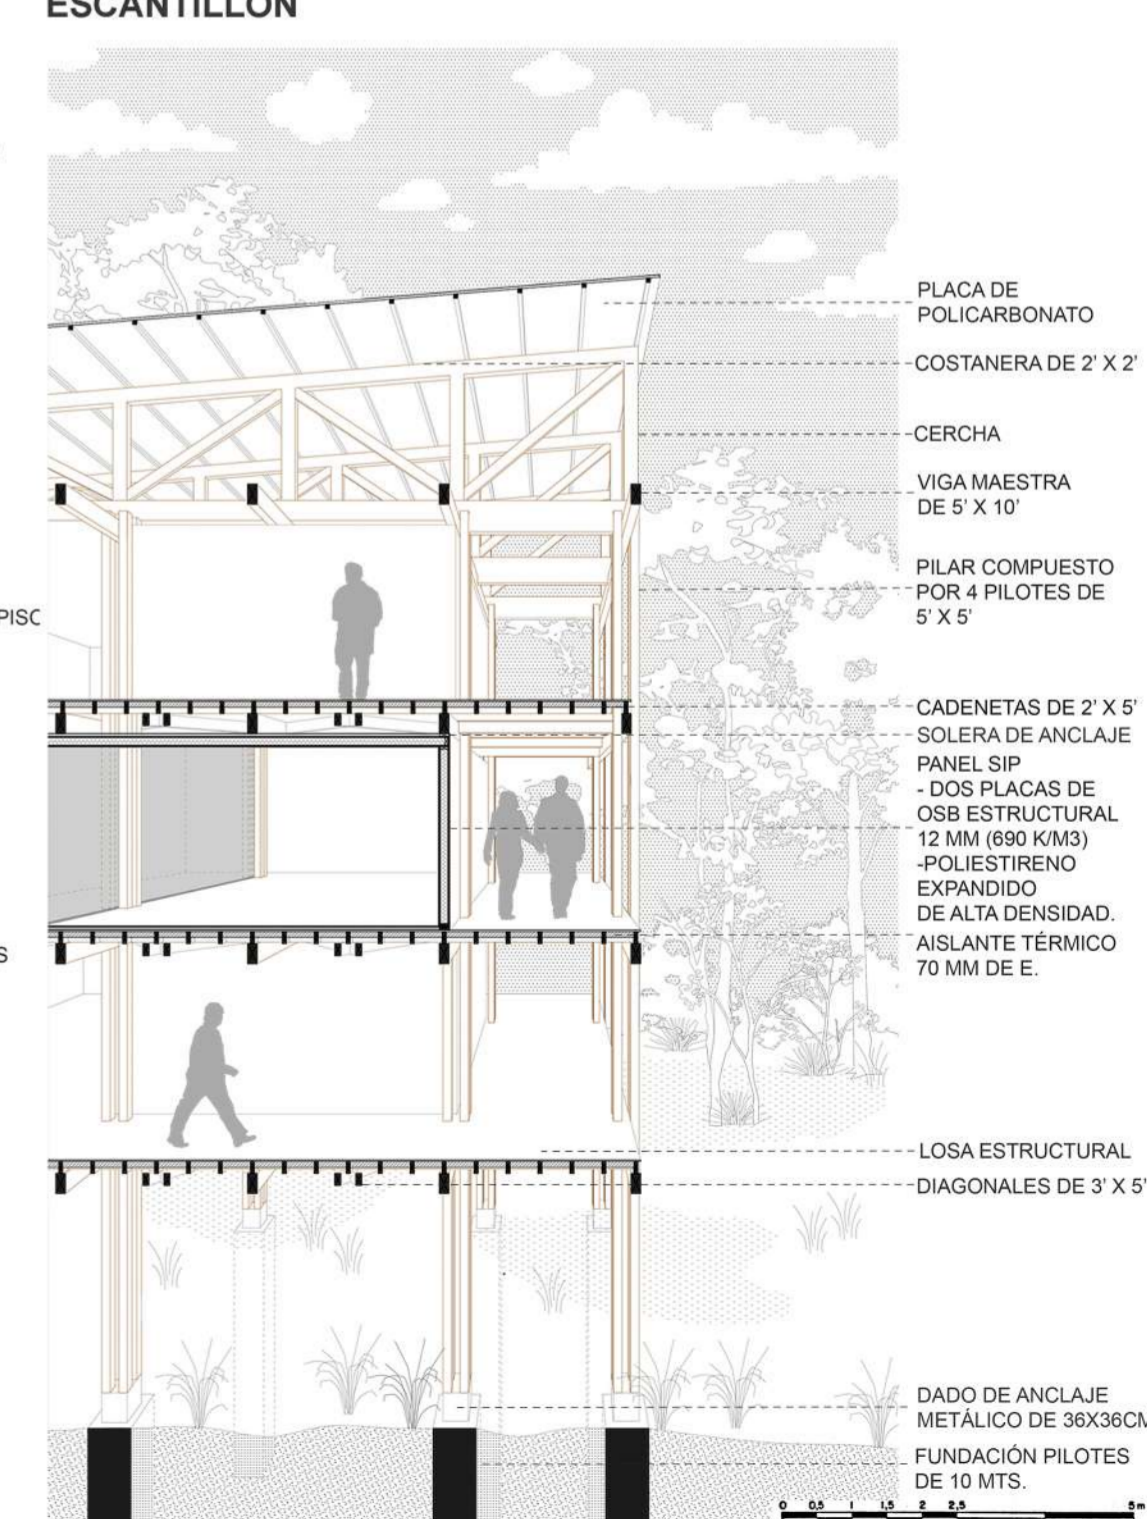 ESCANTILLÓN
PLACA DE
POLICARBONATO
COSTANERA DE 2' X 2'
CERCHA
VIGA MAESTRA
DE 5' X 10'
PILAR COMPUESTO
POR 4 PILOTES DE
5' X 5'
PISO
CADENETAS DE 2' X 5'
SOLERA DE ANCLAJE
PANEL SIP
- DOS PLACAS DE
OSB ESTRUCTURAL
12 MM (690 K/M3)
-POLIESTIRENO
EXPANDIDO
DE ALTA DENSIDAD.
S
AISLANTE TÉRMICO
70 MM DE E.
LOSA ESTRUCTURAL
DIAGONALES DE 3' X 5'
DADO DE ANCLAJE
METÁLICO DE 36X36CM
FUNDACIÓN PILOTES
DE 10 MTS.
0 0,5 1 1,5 2 2,5 5m